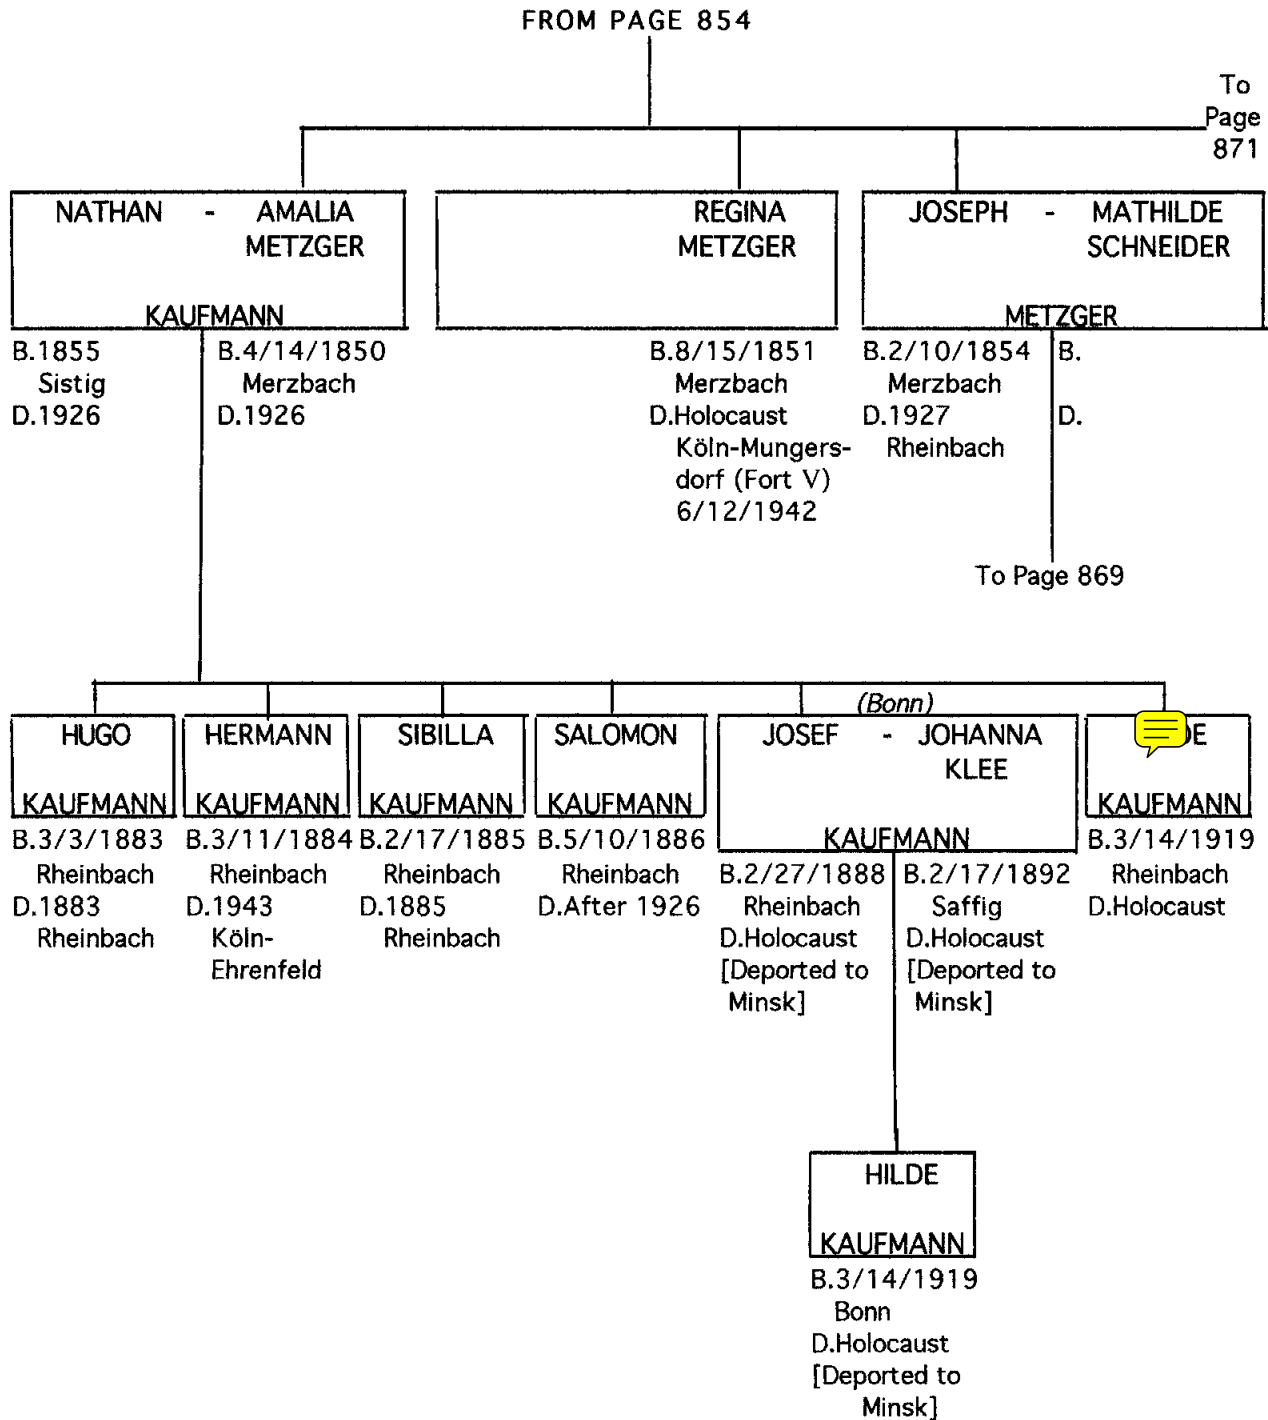 FROM PAGE 854
To
Page
871
NATHAN - AMALIA
METZGER
KAUFMANN
B.1855
Sistig
D.1926
B.4/14/1850
Merzbach
D.1926
REGINA
METZGER
B.8/15/1851
Merzbach
D.Holocaust
Köln-Mungers-
dorf (Fort V)
6/12/1942
JOSEPH - MATHILDE
SCHNEIDER
METZGER
B.2/10/1854
Merzbach
D.1927
Rheinbach
B.
D.
To Page 869
HUGO
KAUFMANN
B.3/3/1883
Rheinbach
D.1883
Rheinbach
HERMANN
KAUFMANN
B.3/11/1884
Rheinbach
D.1943
Köln-
Ehrenfeld
SIBILLA
KAUFMANN
B.2/17/1885
Rheinbach
D.1885
Rheinbach
SALOMON
KAUFMANN
B.5/10/1886
Rheinbach
D.After 1926
(Bonn)
JOSEF - JOHANNA
KLEE
KAUFMANN
B.2/27/1888
Rheinbach
D.Holocaust
[Deported to
Minsk]
B.2/17/1892
Saffig
D.Holocaust
[Deported to
Minsk]
KAUFMANN
B.3/14/1919
Rheinbach
D.Holocaust
HILDE
KAUFMANN
B.3/14/1919
Bonn
D.Holocaust
[Deported to
Minsk]